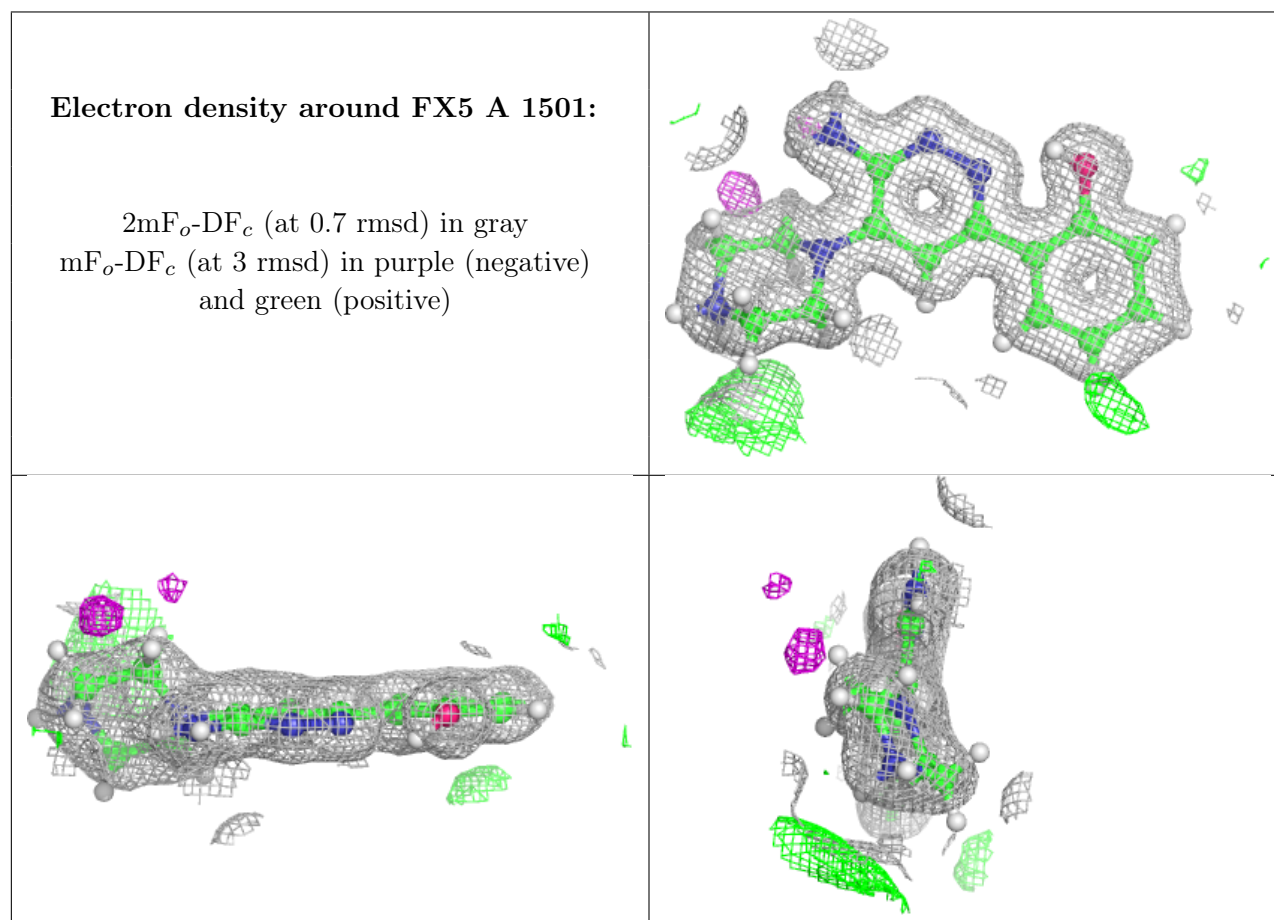 Electron density around FX5 A 1501:
2mFo-DFc (at 0.7 rmsd) in gray
mFo-DFc (at 3 rmsd) in purple (negative)
and green (positive)